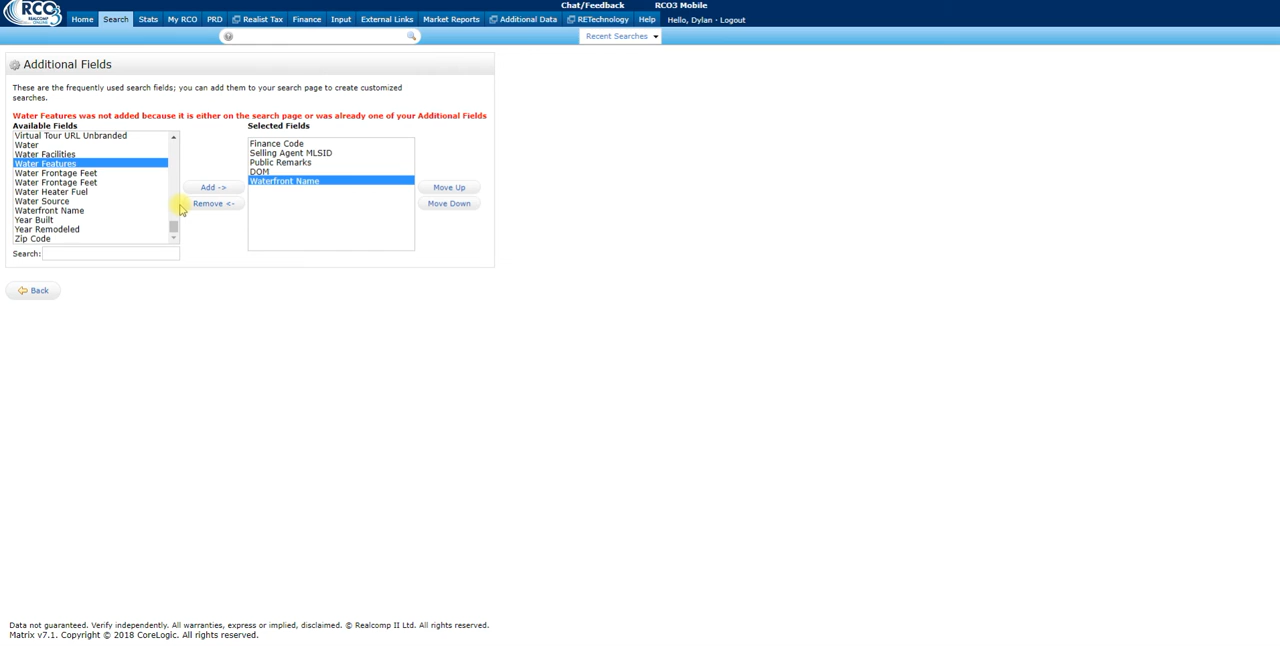 Chat/Feedback RCO3 Mobile
RCO3
REALCOMP
ONLINE
Home Search Stats My RCO PRD Realist Tax Finance Input External Links Market Reports Additional Data RETechnology Help Hello, Dylan · Logout
Recent Searches
Additional Fields
These are the frequently used search fields; you can add them to your search page to create customized
searches.
Water Features was not added because it is either on the search page or was already one of your Additional Fields
Available Fields
Virtual Tour URL Unbranded
Water
Water Facilities
Water Features
Water Frontage Feet
Water Frontage Feet
Water Heater Fuel
Water Source
Waterfront Name
Year Built
Year Remodeled
Zip Code
Search:
Add ->
Remove <-
Selected Fields
Finance Code
Selling Agent MLSID
Public Remarks
DOM
Waterfront Name
Move Up
Move Down
Back
Data not guaranteed. Verify independently. All warranties, express or implied, disclaimed. © Realcomp II Ltd. All rights reserved.
Matrix v7.1. Copyright © 2018 CoreLogic. All rights reserved.